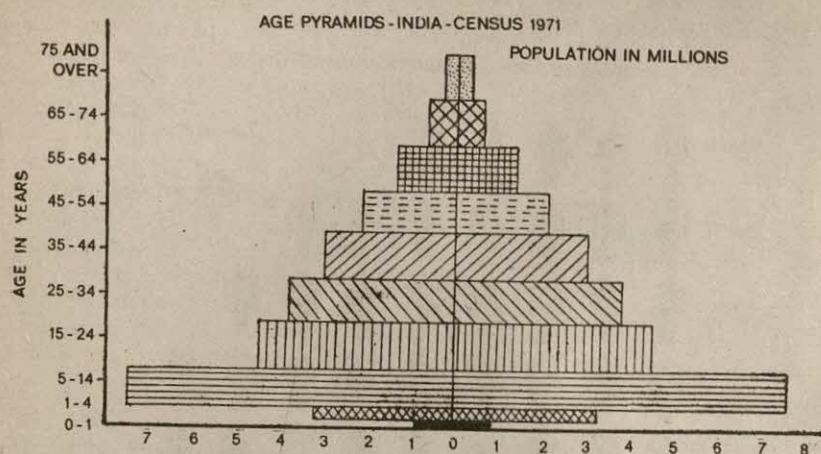 AGE PYRAMIDS - INDIA - CENSUS 1971
POPULATION IN MILLIONS
75 AND
OVER
65 - 74
55 - 64
45 - 54
35 - 44
25 - 34
15 - 24
5 - 14
1 - 4
0 - 1
AGE IN YEARS
7 6 5 4 3 2 1 0 1 2 3 4 5 6 7 8